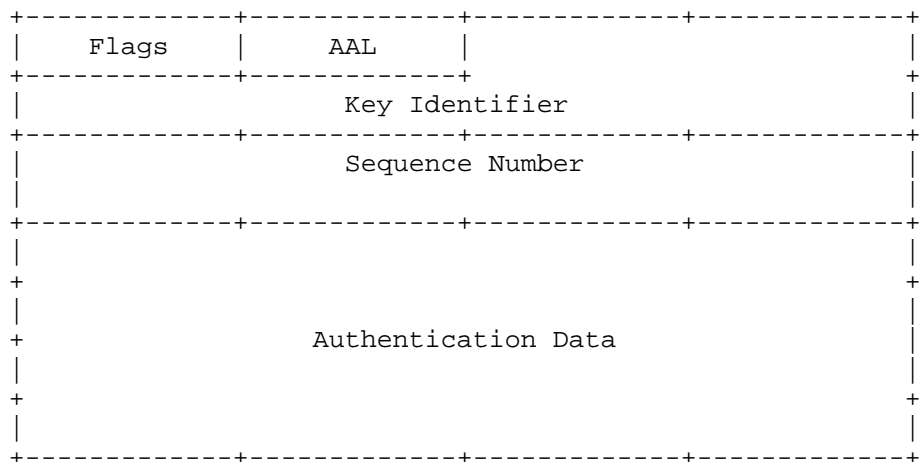 Flags AAL
Key Identifier
Sequence Number
Authentication Data